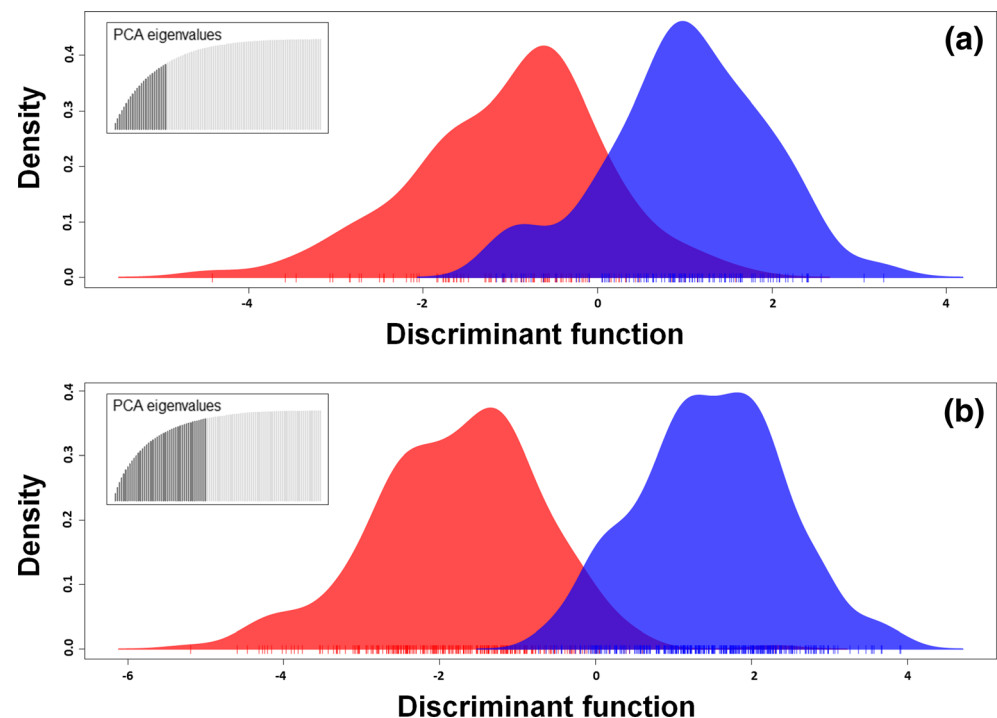 PCA eigenvalues
(a)
Density
0.4
0.3
0.2
0.1
0.0
-4 -2 0 2 4
Discriminant function
PCA eigenvalues
(b)
Density
0.4
0.3
0.2
0.1
0.0
-6 -4 -2 0 2 4
Discriminant function